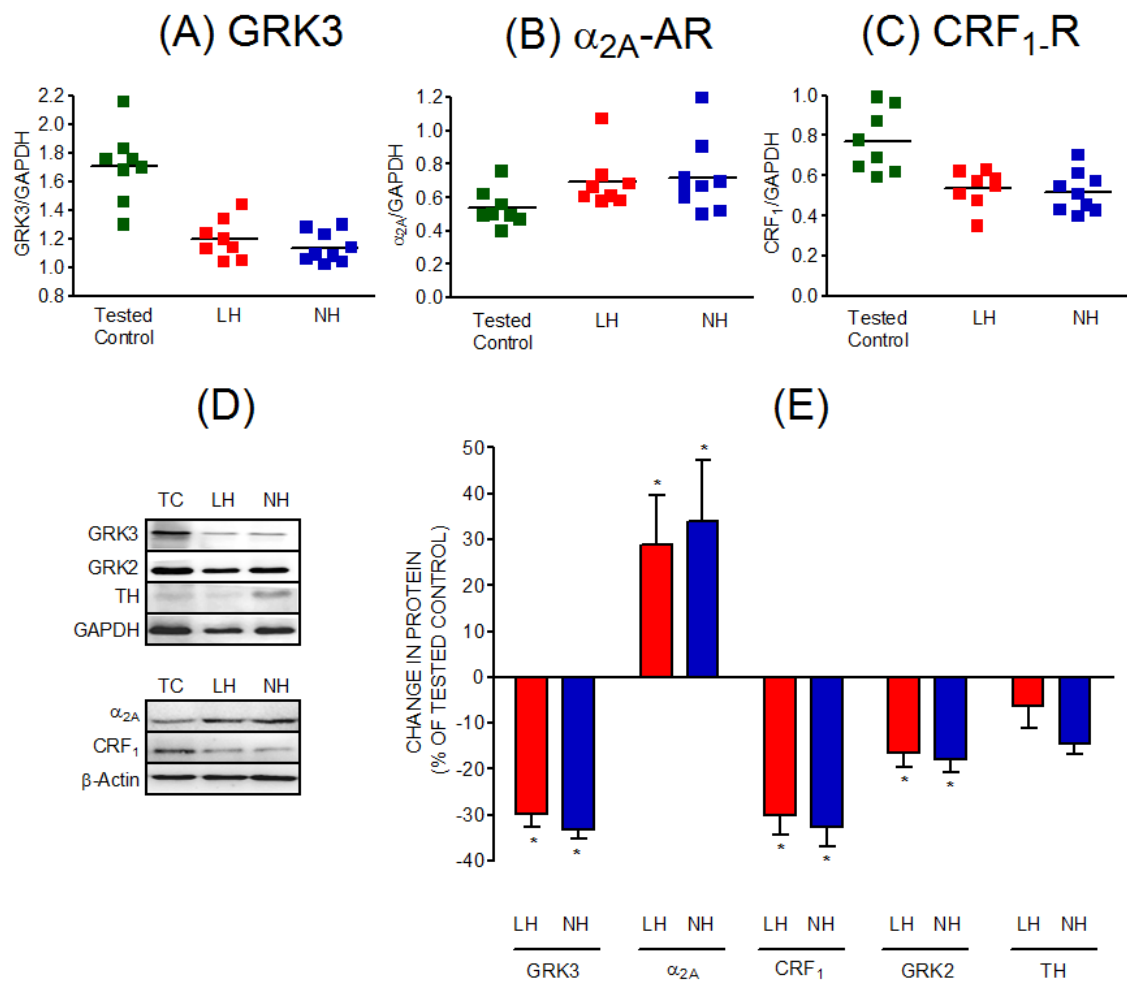 (A) GRK3
(B) α2A-AR
(C) CRF1-R
GRK3/GAPDH
2.2
2.0
1.8
1.6
1.4
1.2
1.0
0.8
Tested
Control
LH
NH
α2A/GAPDH
1.2
1.0
0.8
0.6
0.4
0.2
0.0
Tested
Control
LH
NH
CRF1/GAPDH
1.0
0.8
0.6
0.4
0.2
0.0
Tested
Control
LH
NH
(D)
TC LH NH
GRK3
GRK2
TH
GAPDH
TC LH NH
α2A
CRF1
β-Actin
(E)
CHANGE IN PROTEIN
(% OF TESTED CONTROL)
50
40
30
20
10
0
-10
-20
-30
-40
* * * * * * * *
LH NH LH NH LH NH LH NH LH NH
GRK3 α2A CRF1 GRK2 TH